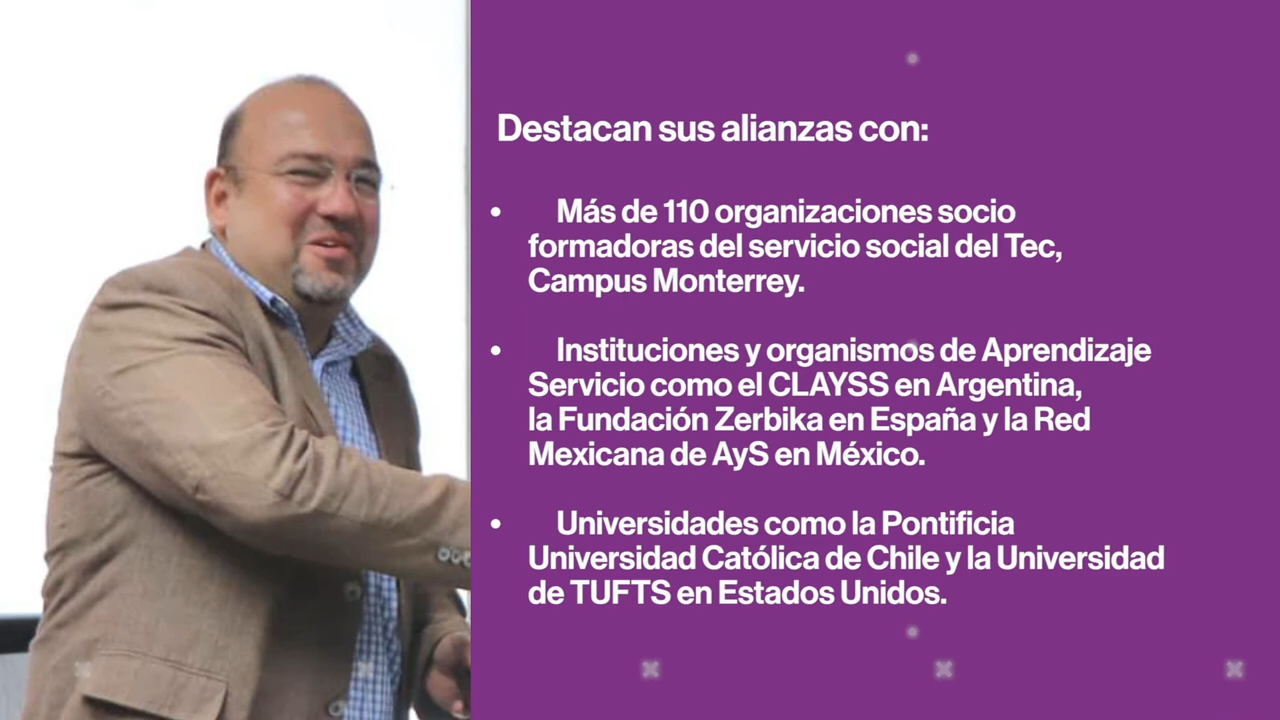 Destacan sus alianzas con:
• Más de 110 organizaciones socio
formadoras del servicio social del Tec,
Campus Monterrey.
• Instituciones y organismos de Aprendizaje
Servicio como el CLAYSS en Argentina,
la Fundación Zerbika en España y la Red
Mexicana de AyS en México.
• Universidades como la Pontificia
Universidad Católica de Chile y la Universidad
de TUFTS en Estados Unidos.